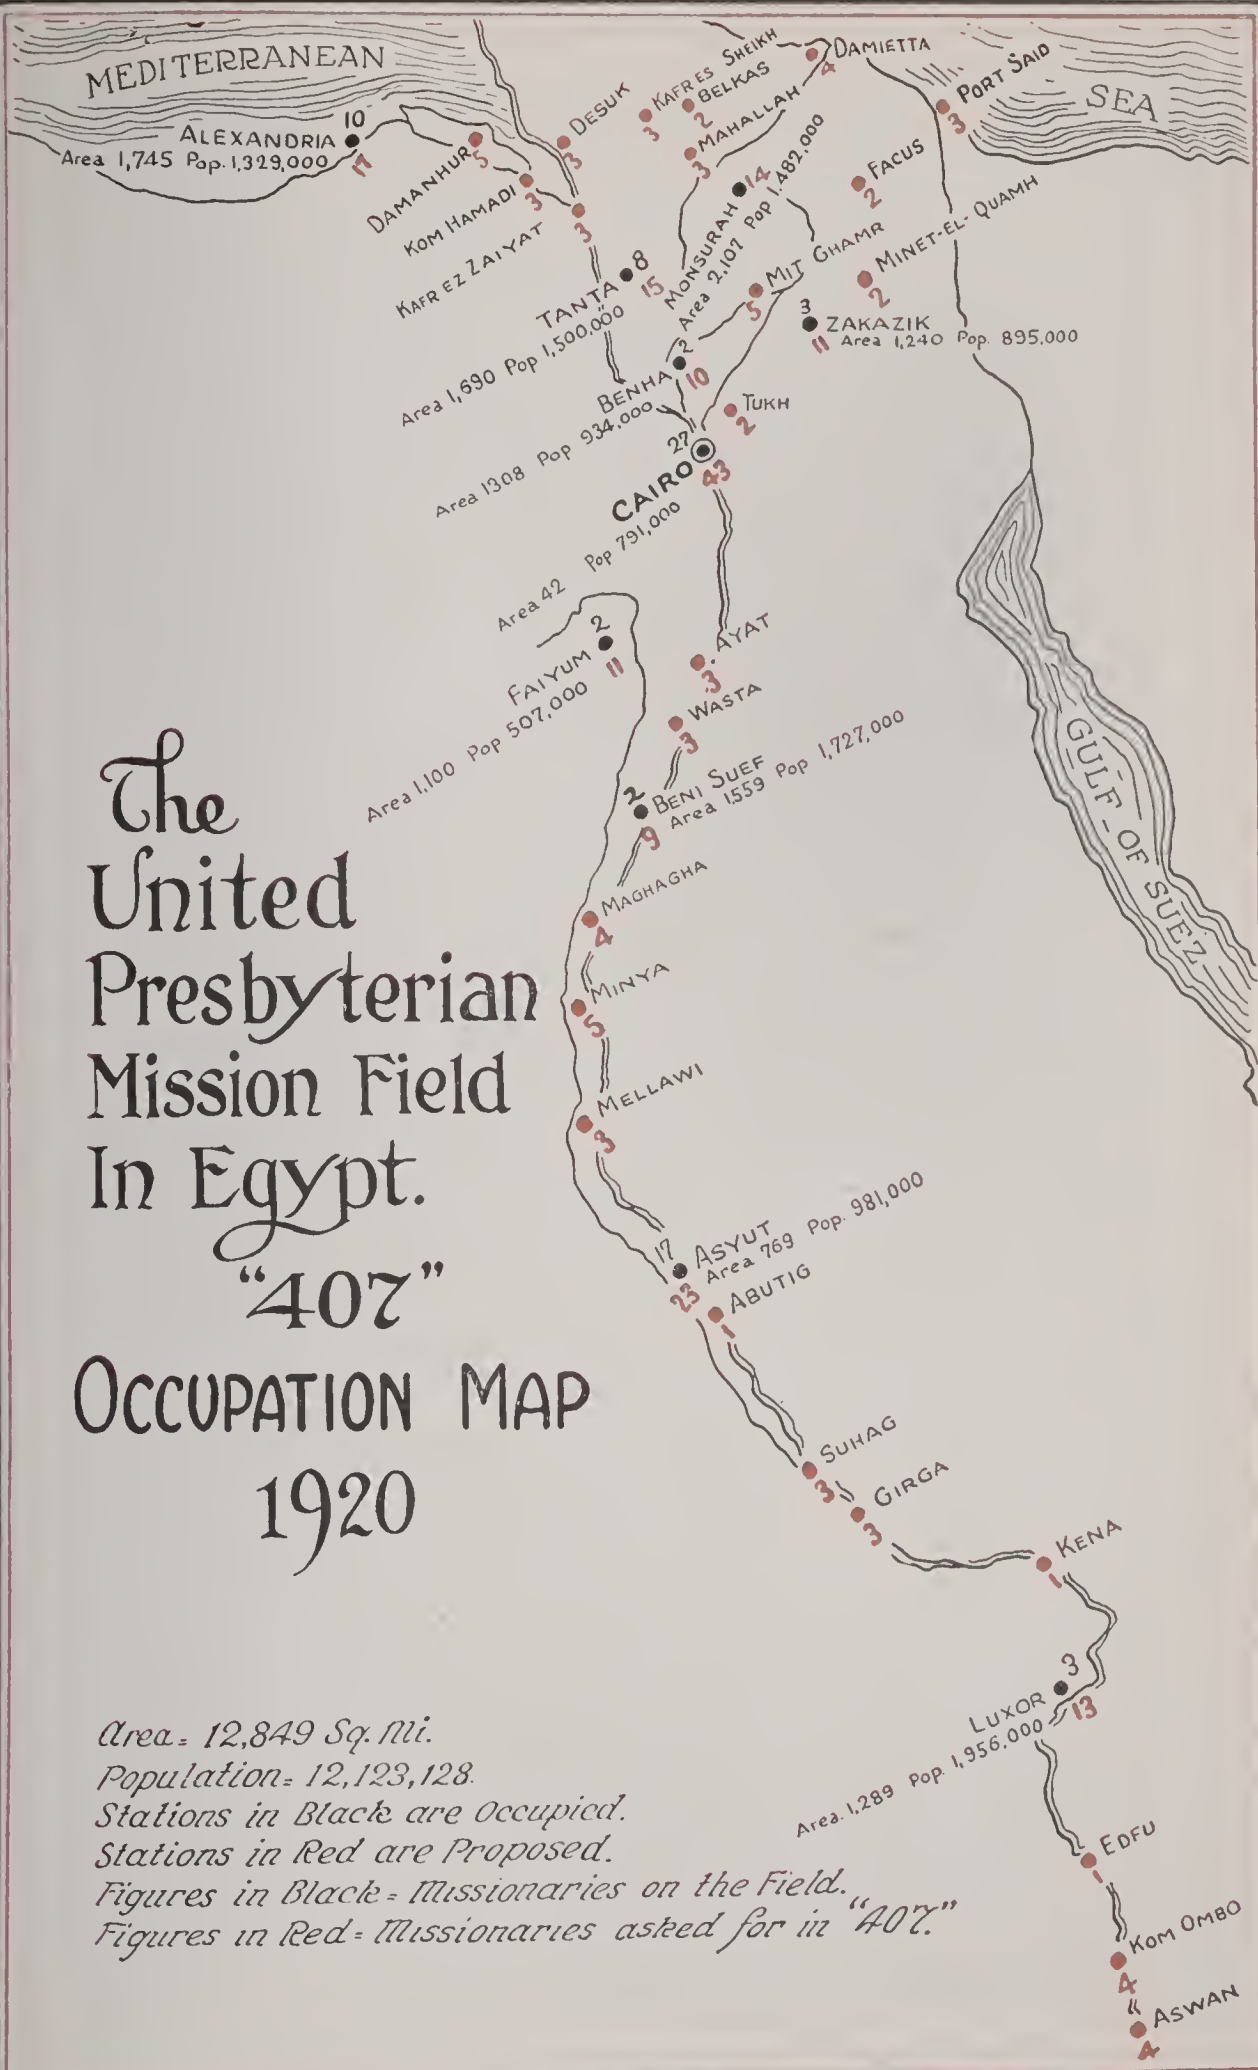 MEDITERRANEAN
SEA
ALEXANDRIA
10
17
Area 1,745 Pop. 1,329,000
DAMANHUR
5
KOM HAMADI
3
KAFR EZ ZAIYAT
3
DESUK
3
KAFR ES SHEIKH
3
BELKAS
2
MAHALLAH
3
DAMIETTA
4
PORT SAID
3
MONSURAH
14
Area 2,107 Pop 1,482,000
FACUS
2
MINET-EL-QUAMH
2
MIT GHAMR
5
TANTA
8
15
Area 1,690 Pop 1,500,000
3
ZAKAZIK
11
Area 1,240 Pop. 895,000
BENHA
2
10
Area 1308 Pop 934,000
TUKH
2
27
CAIRO
43
Area 42 Pop 791,000
2
FAIYUM
11
Area 1,100 Pop 507,000
AYAT
3
WASTA
3
2
BENI SUEF
9
Area 1,559 Pop 1,727,000
GULF OF SUEZ
MAGHAGHA
4
MINYA
5
MELLAWI
3
17
ASYUT
23
Area 769 Pop. 981,000
ABUTIG
1
SUHAG
3
GIRGA
3
KENA
1
3
LUXOR
13
Area. 1,289 Pop. 1,956,000
EDFU
1
KOM OMBO
4
ASWAN
4
The
United
Presbyterian
Mission Field
In Egypt.
"407"
OCCUPATION MAP
1920
Area = 12,849 Sq. Mi.
Population = 12,123,128.
Stations in Black are Occupied.
Stations in Red are Proposed.
Figures in Black = Missionaries on the Field.
Figures in Red = Missionaries asked for in "407."